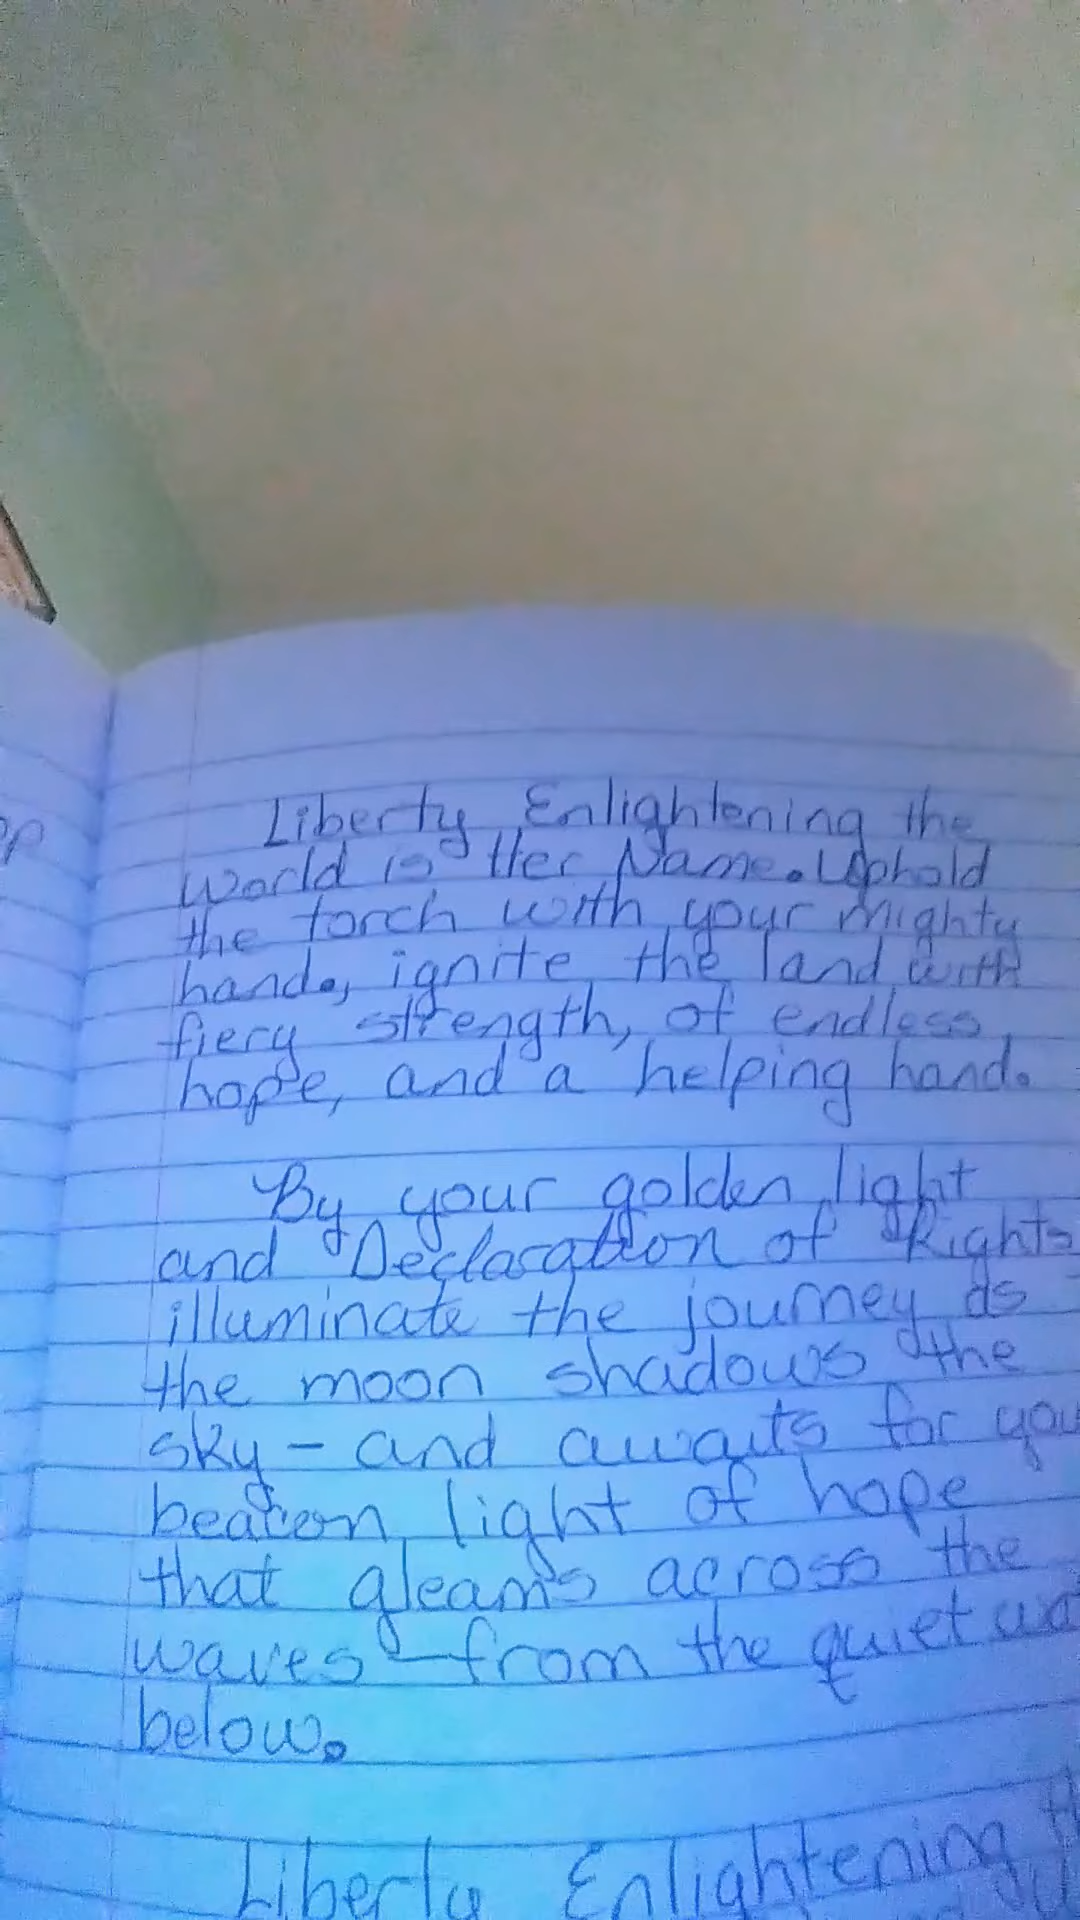 op
Liberty Enlightening the
World is Her Name. Uphold
the torch with your mighty
hands, ignite the land with
fiery strength, of endless
hope, and a helping hand.
By your golden light
and Declaration of Rights
illuminate the journey as
the moon shadows the
sky - and awaits for you
beacon light of hope
that gleams across the
waves - from the quiet
below.
Liberty Enlightening